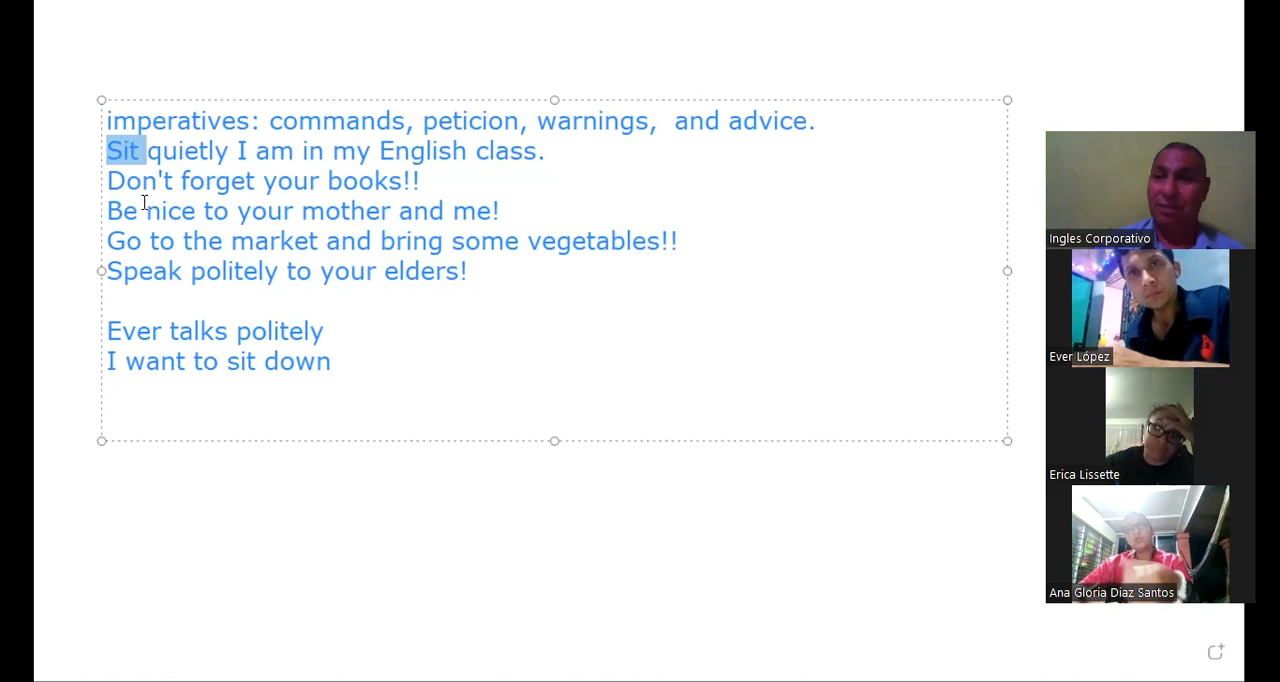 imperatives: commands, peticion, warnings,  and advice.
Sit quietly I am in my English class.
Don't forget your books!!
Be nice to your mother and me!
Go to the market and bring some vegetables!!
Speak politely to your elders!
Ever talks politely
I want to sit down
Ingles Corporativo
Ever López
Erica Lissette
Ana Gloria Diaz Santos